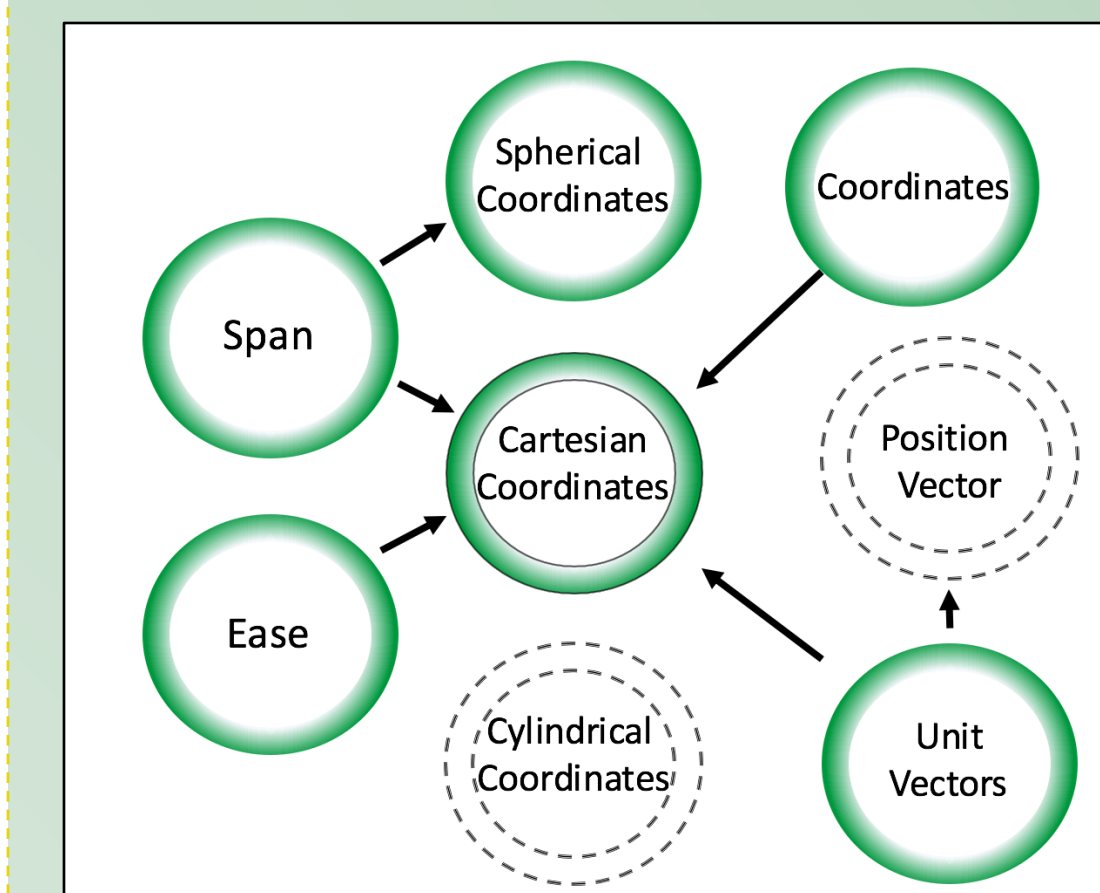 Spherical
Coordinates
Coordinates
Span
Cartesian
Coordinates
Position
Vector
Ease
Cylindrical
Coordinates
Unit
Vectors